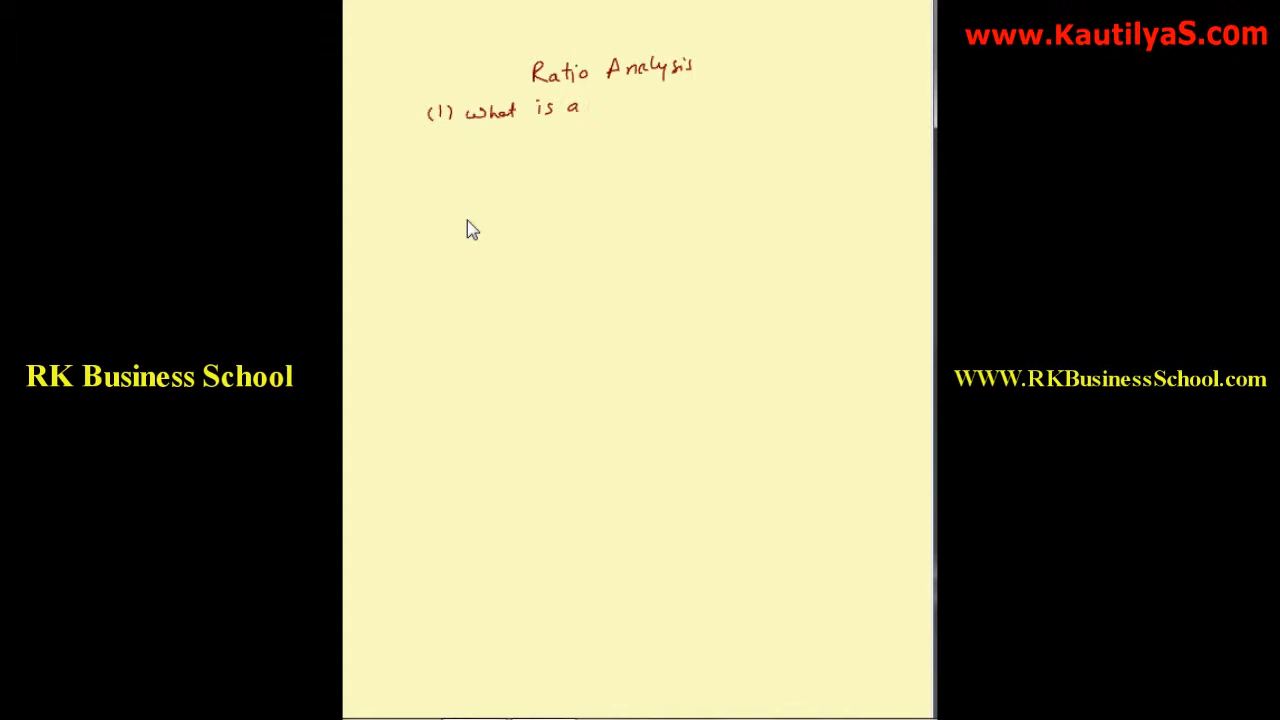 www.KautilyaS.com
Ratio Analysis
(1) what is a
RK Business School
WWW.RKBusinessSchool.com